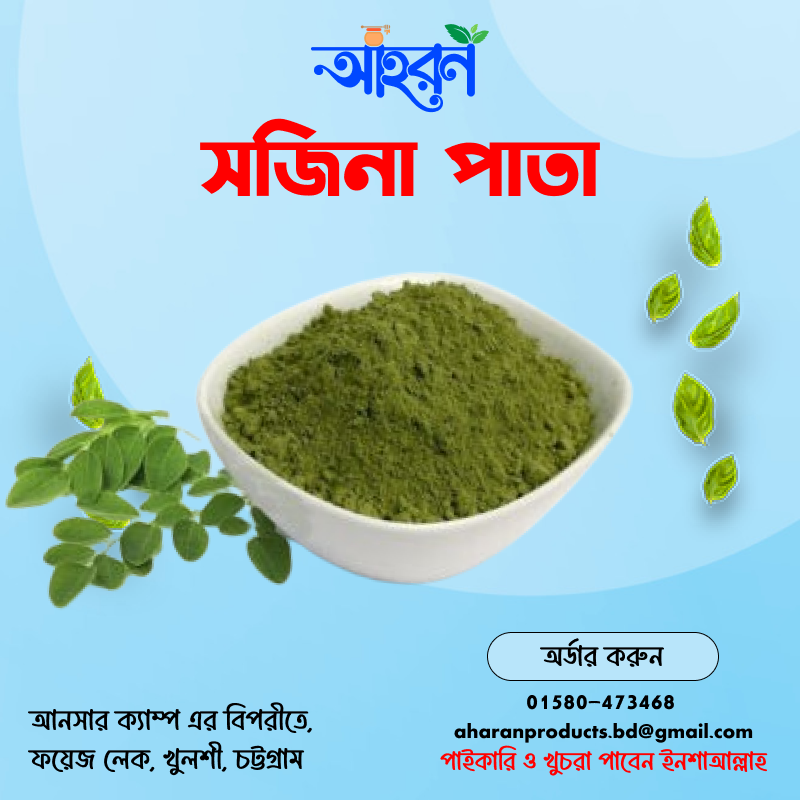 আহরন
সজিনা পাতা
অর্ডার করুন
01580-473468
aharanproducts.bd@gmail.com
পাইকারি ও খুচরা পাবেন ইনশাআল্লাহ
আনসার ক্যাম্প এর বিপরীতে,
ফয়েজ লেক, খুলশী, চট্টগ্রাম